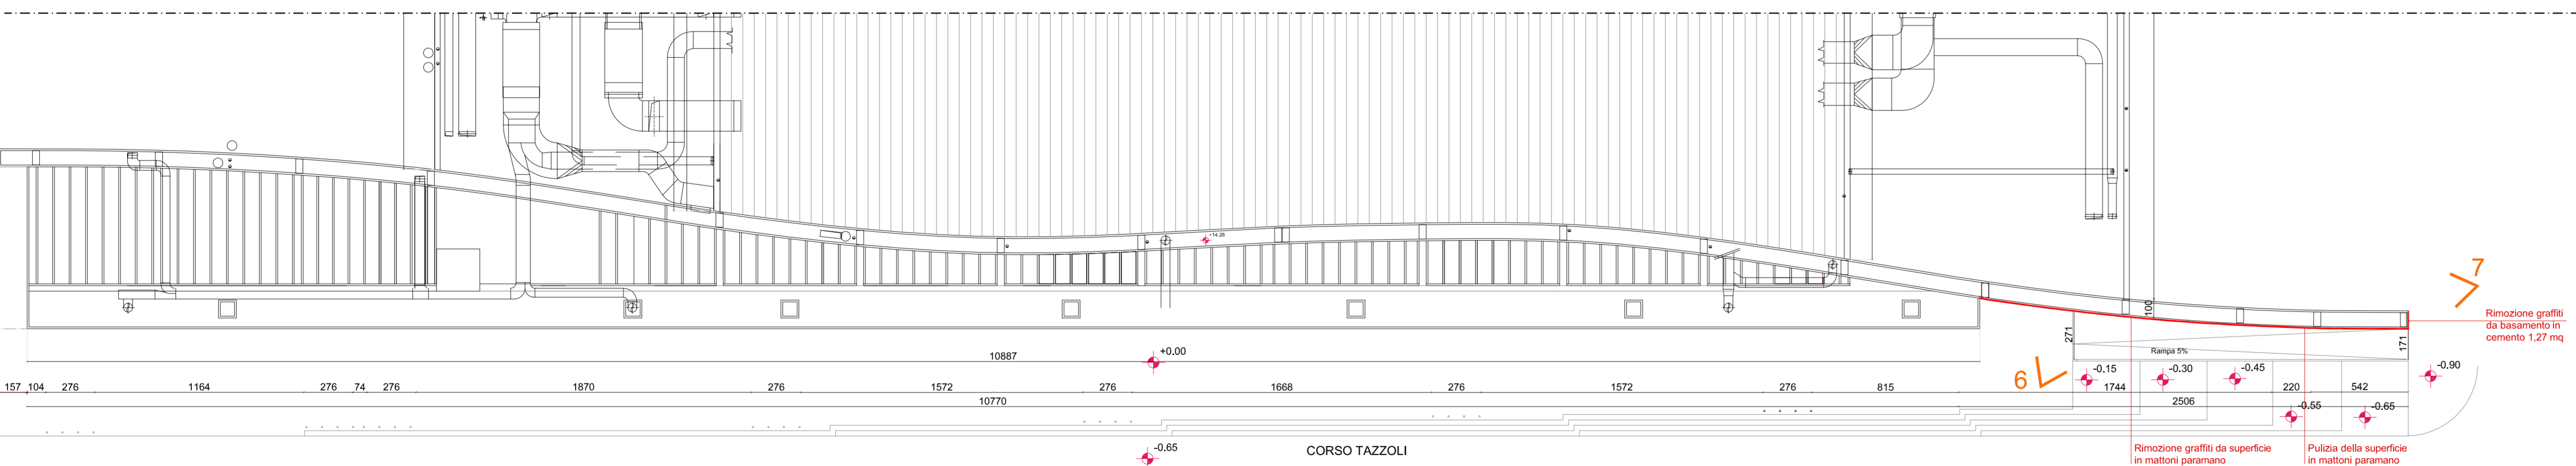 +14.28
7
Rimozione graffiti
da basamento in
cemento 1,27 mq
100
271
171
Rampa 5%
10887
+0.00
6
-0.15
-0.30
-0.45
-0.90
157 104 276 1164 276 74 276 1870 276 1572 276 1668 276 1572 276 815 1744 220 542
10770
2506
-0.55
-0.65
-0.65
CORSO TAZZOLI
Rimozione graffiti da superficie
in mattoni paramano
Pulizia della superficie
in mattoni paramano